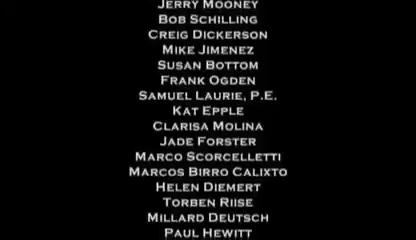 JERRY MOONEY
BOB SCHILLING
CREIG DICKERSON
MIKE JIMENEZ
SUSAN BOTTOM
FRANK OGDEN
SAMUEL LAURIE, P.E.
KAT EPPLE
CLARISA MOLINA
JADE FORSTER
MARCO SCORCELLETTI
MARCOS BIRRO CALIXTO
HELEN DIEMERT
TORBEN RIISE
MILLARD DEUTSCH
PAUL HEWITT